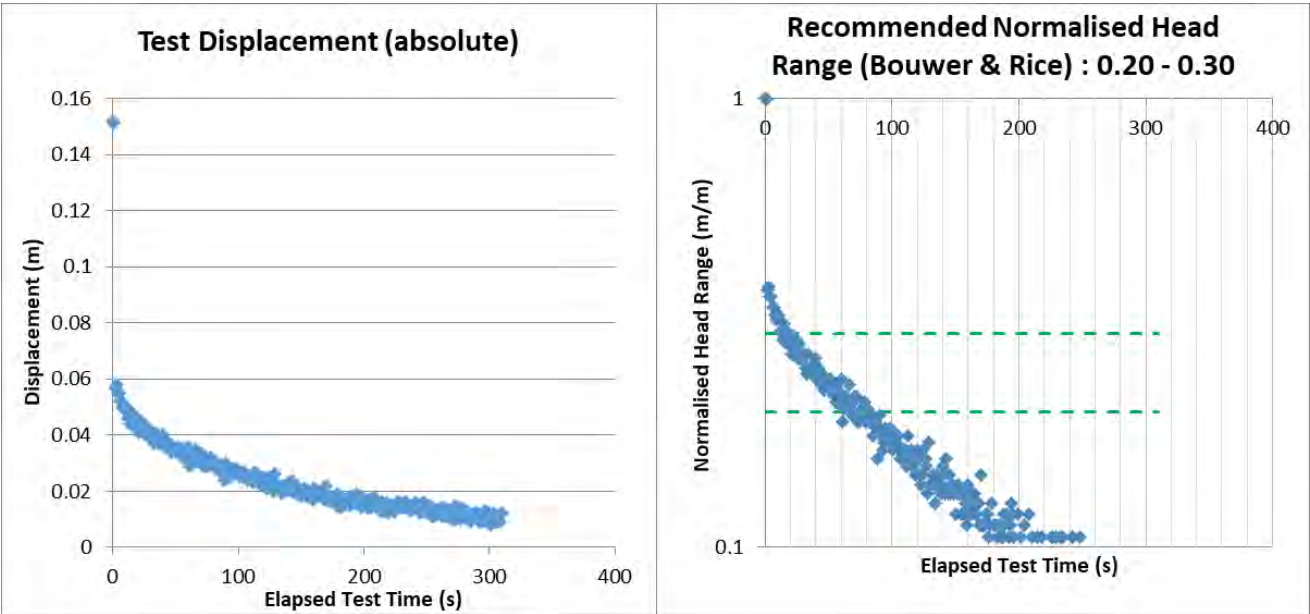 Test Displacement (absolute)
0.16
0.14
0.12
0.1
0.08
0.06
0.04
0.02
0
Displacement (m)
0 100 200 300 400
Elapsed Test Time (s)
Recommended Normalised Head
Range (Bouwer & Rice) : 0.20 - 0.30
1
0 100 200 300 400
Normalised Head Range (m/m)
0.1
Elapsed Test Time (s)